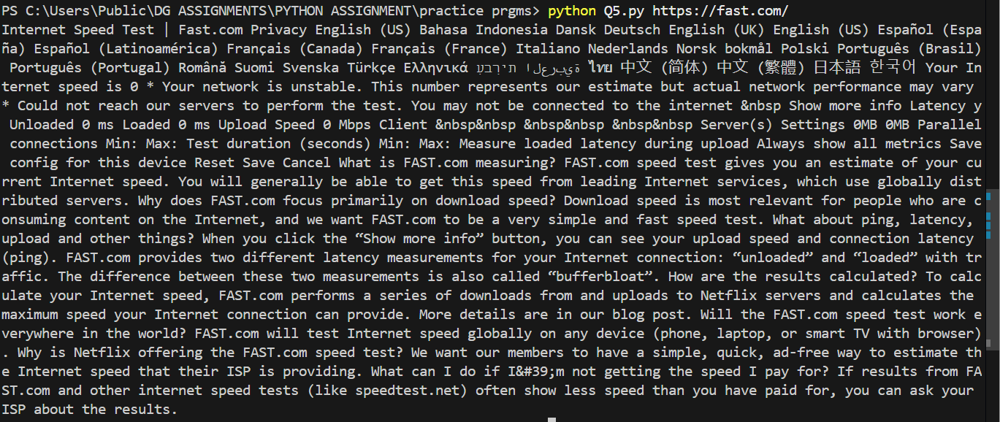 PS C:\Users\Public\DG ASSIGNMENTS\PYTHON ASSIGNMENT\practice prgms> python Q5.py https://fast.com/
Internet Speed Test | Fast.com Privacy English (US) Bahasa Indonesia Dansk Deutsch English (UK) English (US) Español (Espa
ña) Español (Latinoamérica) Français (Canada) Français (France) Italiano Nederlands Norsk bokmål Polski Português (Brasil)
 Português (Portugal) Română Suomi Svenska Türkçe Ελληνικά עִבְרִית العربية ไทย 中文 (简体) 中文 (繁體) 日本語 한국어 Your In
ternet speed is 0 * Your network is unstable. This number represents our estimate but actual network performance may vary
* Could not reach our servers to perform the test. You may not be connected to the internet &nbsp Show more info Latency y
 Unloaded 0 ms Loaded 0 ms Upload Speed 0 Mbps Client &nbsp&nbsp &nbsp&nbsp &nbsp&nbsp Server(s) Settings 0MB 0MB Parallel
 connections Min: Max: Test duration (seconds) Min: Max: Measure loaded latency during upload Always show all metrics Save
 config for this device Reset Save Cancel What is FAST.com measuring? FAST.com speed test gives you an estimate of your cu
rrent Internet speed. You will generally be able to get this speed from leading Internet services, which use globally dist
ributed servers. Why does FAST.com focus primarily on download speed? Download speed is most relevant for people who are c
onsuming content on the Internet, and we want FAST.com to be a very simple and fast speed test. What about ping, latency,
upload and other things? When you click the “Show more info” button, you can see your upload speed and connection latency
(ping). FAST.com provides two different latency measurements for your Internet connection: “unloaded” and “loaded” with tr
affic. The difference between these two measurements is also called “bufferbloat”. How are the results calculated? To calc
ulate your Internet speed, FAST.com performs a series of downloads from and uploads to Netflix servers and calculates the
maximum speed your Internet connection can provide. More details are in our blog post. Will the FAST.com speed test work e
verywhere in the world? FAST.com will test Internet speed globally on any device (phone, laptop, or smart TV with browser)
. Why is Netflix offering the FAST.com speed test? We want our members to have a simple, quick, ad-free way to estimate th
e Internet speed that their ISP is providing. What can I do if I&#39;m not getting the speed I pay for? If results from FA
ST.com and other internet speed tests (like speedtest.net) often show less speed than you have paid for, you can ask your
ISP about the results.